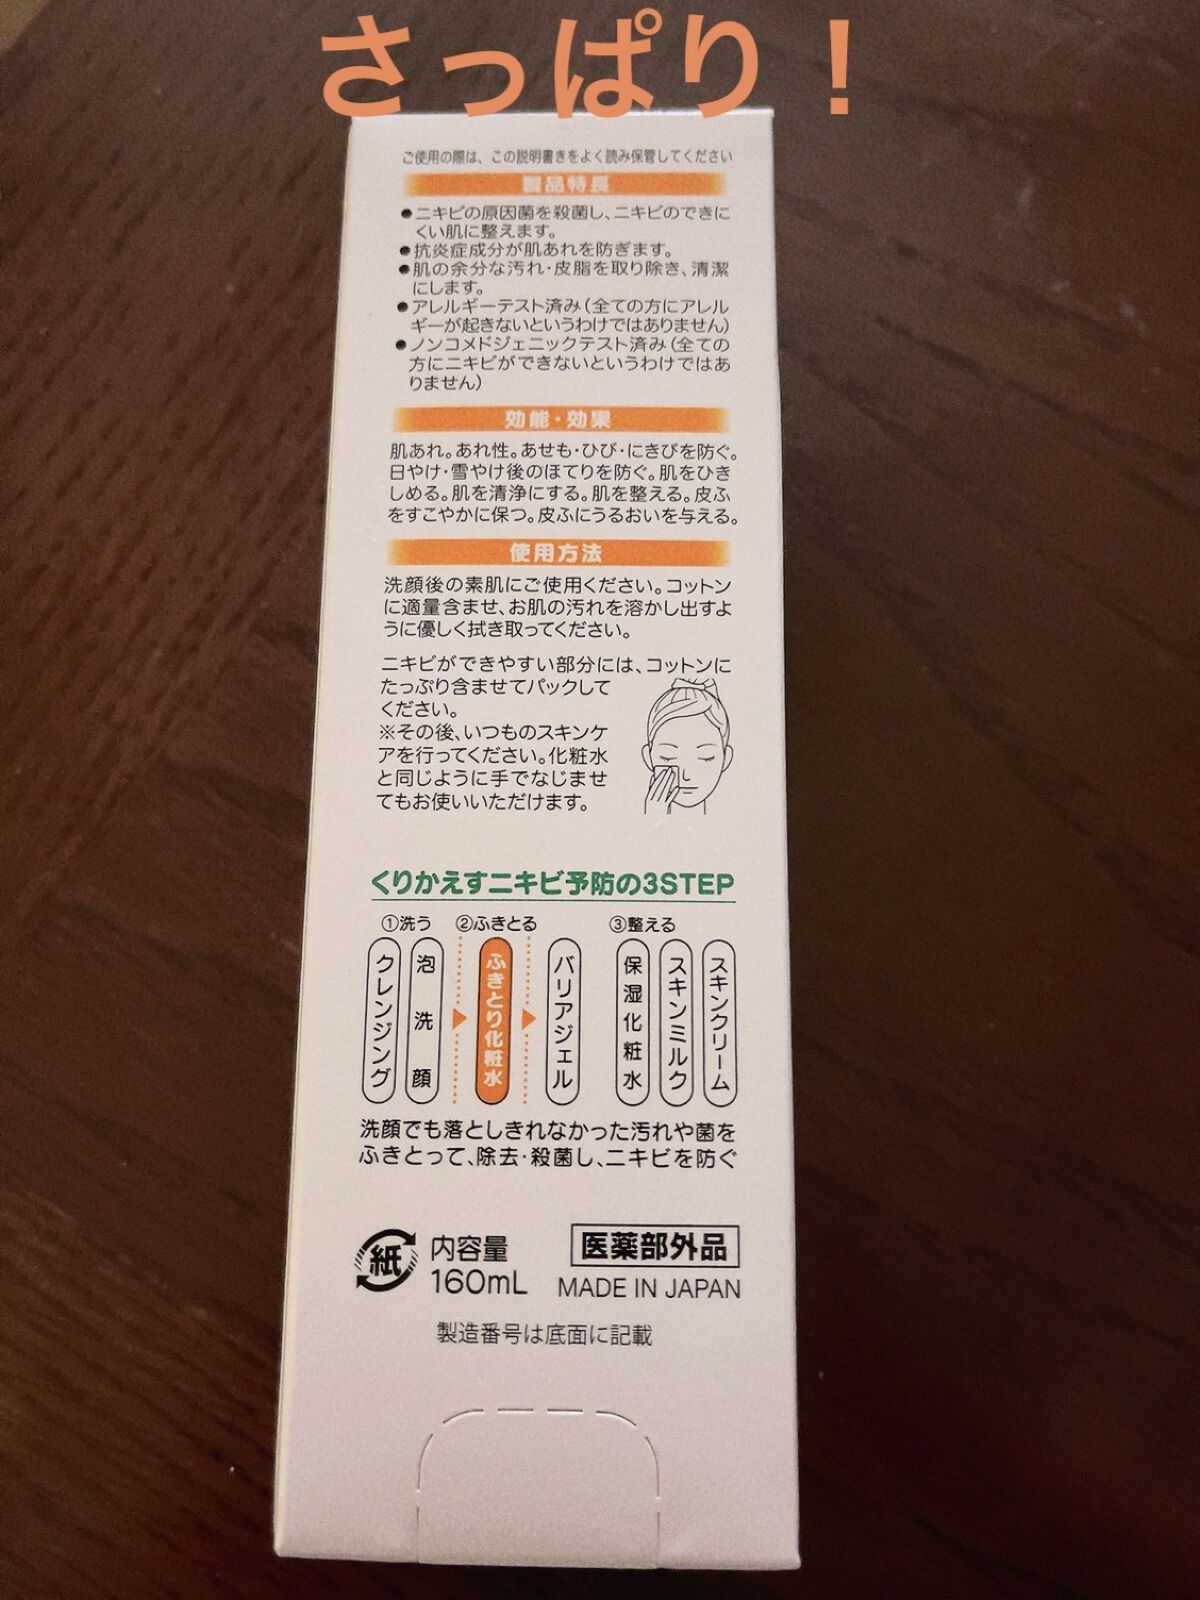 さっぱり！
ご使用の際は、この説明書きをよく読み保管してください
製品特長
●ニキビの原因菌を殺菌し、ニキビのできに
くい肌に整えます。
●抗炎症成分が肌あれを防ぎます。
●肌の余分な汚れ・皮脂を取り除き、清潔
にします。
●アレルギーテスト済み（全ての方にアレル
ギーが起きないというわけではありません）
●ノンコメドジェニックテスト済み（全ての
方にニキビができないというわけではあ
りません）
効能・効果
肌あれ。あれ性。あせも・ひび・にきびを防ぐ。
日やけ・雪やけ後のほてりを防ぐ。肌をひき
しめる。肌を清浄にする。肌を整える。皮ふ
をすこやかに保つ。皮ふにうるおいを与える。
使用方法
洗顔後の素肌にご使用ください。コットン
に適量含ませ、お肌の汚れを溶かし出すよ
うに優しく拭き取ってください。
ニキビができやすい部分には、コットンに
たっぷり含ませてパックして
ください。
※その後、いつものスキンケ
アを行ってください。化粧水
と同じように手でなじませ
てもお使いいただけます。
くりかえすニキビ予防の3STEP
①洗う ②ふきとる ③整える
クレンジング
泡洗顔
ふきとり化粧水
バリアジェル
保湿化粧水
スキンミルク
スキンクリーム
洗顔でも落としきれなかった汚れや菌を
ふきとって、除去・殺菌し、ニキビを防ぐ
紙
内容量
160mL
医薬部外品
MADE IN JAPAN
製造番号は底面に記載